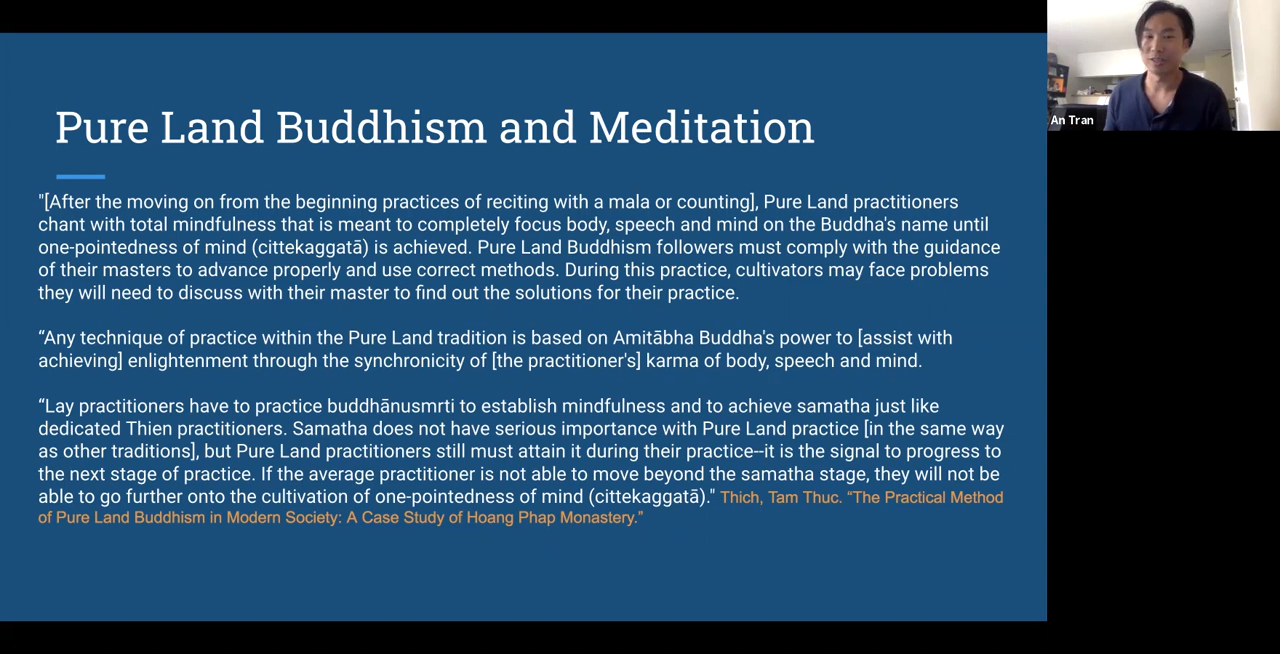 Pure Land Buddhism and Meditation
"[After the moving on from the beginning practices of reciting with a mala or counting], Pure Land practitioners
chant with total mindfulness that is meant to completely focus body, speech and mind on the Buddha's name until
one-pointedness of mind (cittekaggatā) is achieved. Pure Land Buddhism followers must comply with the guidance
of their masters to advance properly and use correct methods. During this practice, cultivators may face problems
they will need to discuss with their master to find out the solutions for their practice.
“Any technique of practice within the Pure Land tradition is based on Amitābha Buddha's power to [assist with
achieving] enlightenment through the synchronicity of [the practitioner's] karma of body, speech and mind.
“Lay practitioners have to practice buddhānusmrti to establish mindfulness and to achieve samatha just like
dedicated Thien practitioners. Samatha does not have serious importance with Pure Land practice [in the same way
as other traditions], but Pure Land practitioners still must attain it during their practice--it is the signal to progress to
the next stage of practice. If the average practitioner is not able to move beyond the samatha stage, they will not be
able to go further onto the cultivation of one-pointedness of mind (cittekaggatā)." Thich, Tam Thuc. “The Practical Method
of Pure Land Buddhism in Modern Society: A Case Study of Hoang Phap Monastery.”
An Tran